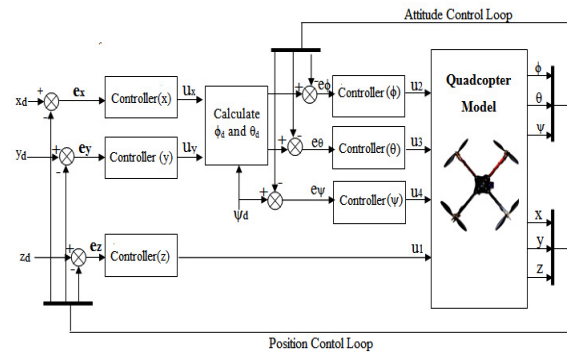 Attitude Control Loop
xd
+
-
ex
Controller(x)
ux
Calculate
ϕd and θd
+
-
eϕ
Controller(ϕ)
u2
Quadcopter
Model
ϕ
θ
ψ
yd
+
-
ey
Controller (y)
uy
+
-
eθ
Controller(θ)
u3
ψd
+
-
eψ
Controller(ψ)
u4
x
y
z
zd
+
-
ez
Controller(z)
u1
Position Contol Loop